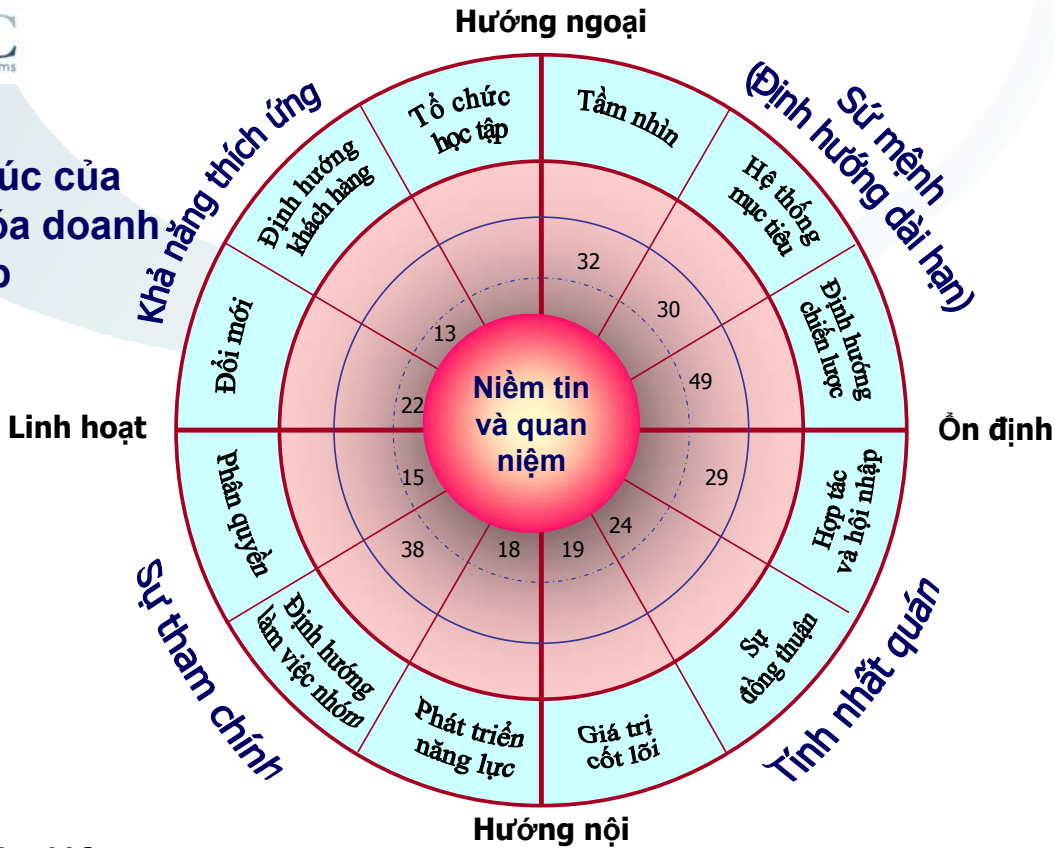 Hướng ngoại
C
ms
úc của
óa doanh
p
Khả năng thích ứng
Sứ mệnh
(Định hướng dài hạn)
Tổ chức
học tập
Tầm nhìn
Định hướng
khách hàng
Hệ thống
mục tiêu
Đổi mới
Định hướng
chiến lược
32
30
13
49
22
Niềm tin
và quan
niệm
Linh hoạt
Ổn định
15
29
38
18
19
24
Phân quyền
Hợp tác
và hội nhập
Định hướng
làm việc nhóm
Sự
đồng thuận
Phát triển
năng lực
Giá trị
cốt lõi
Sự tham chính
Tính nhất quán
Hướng nội